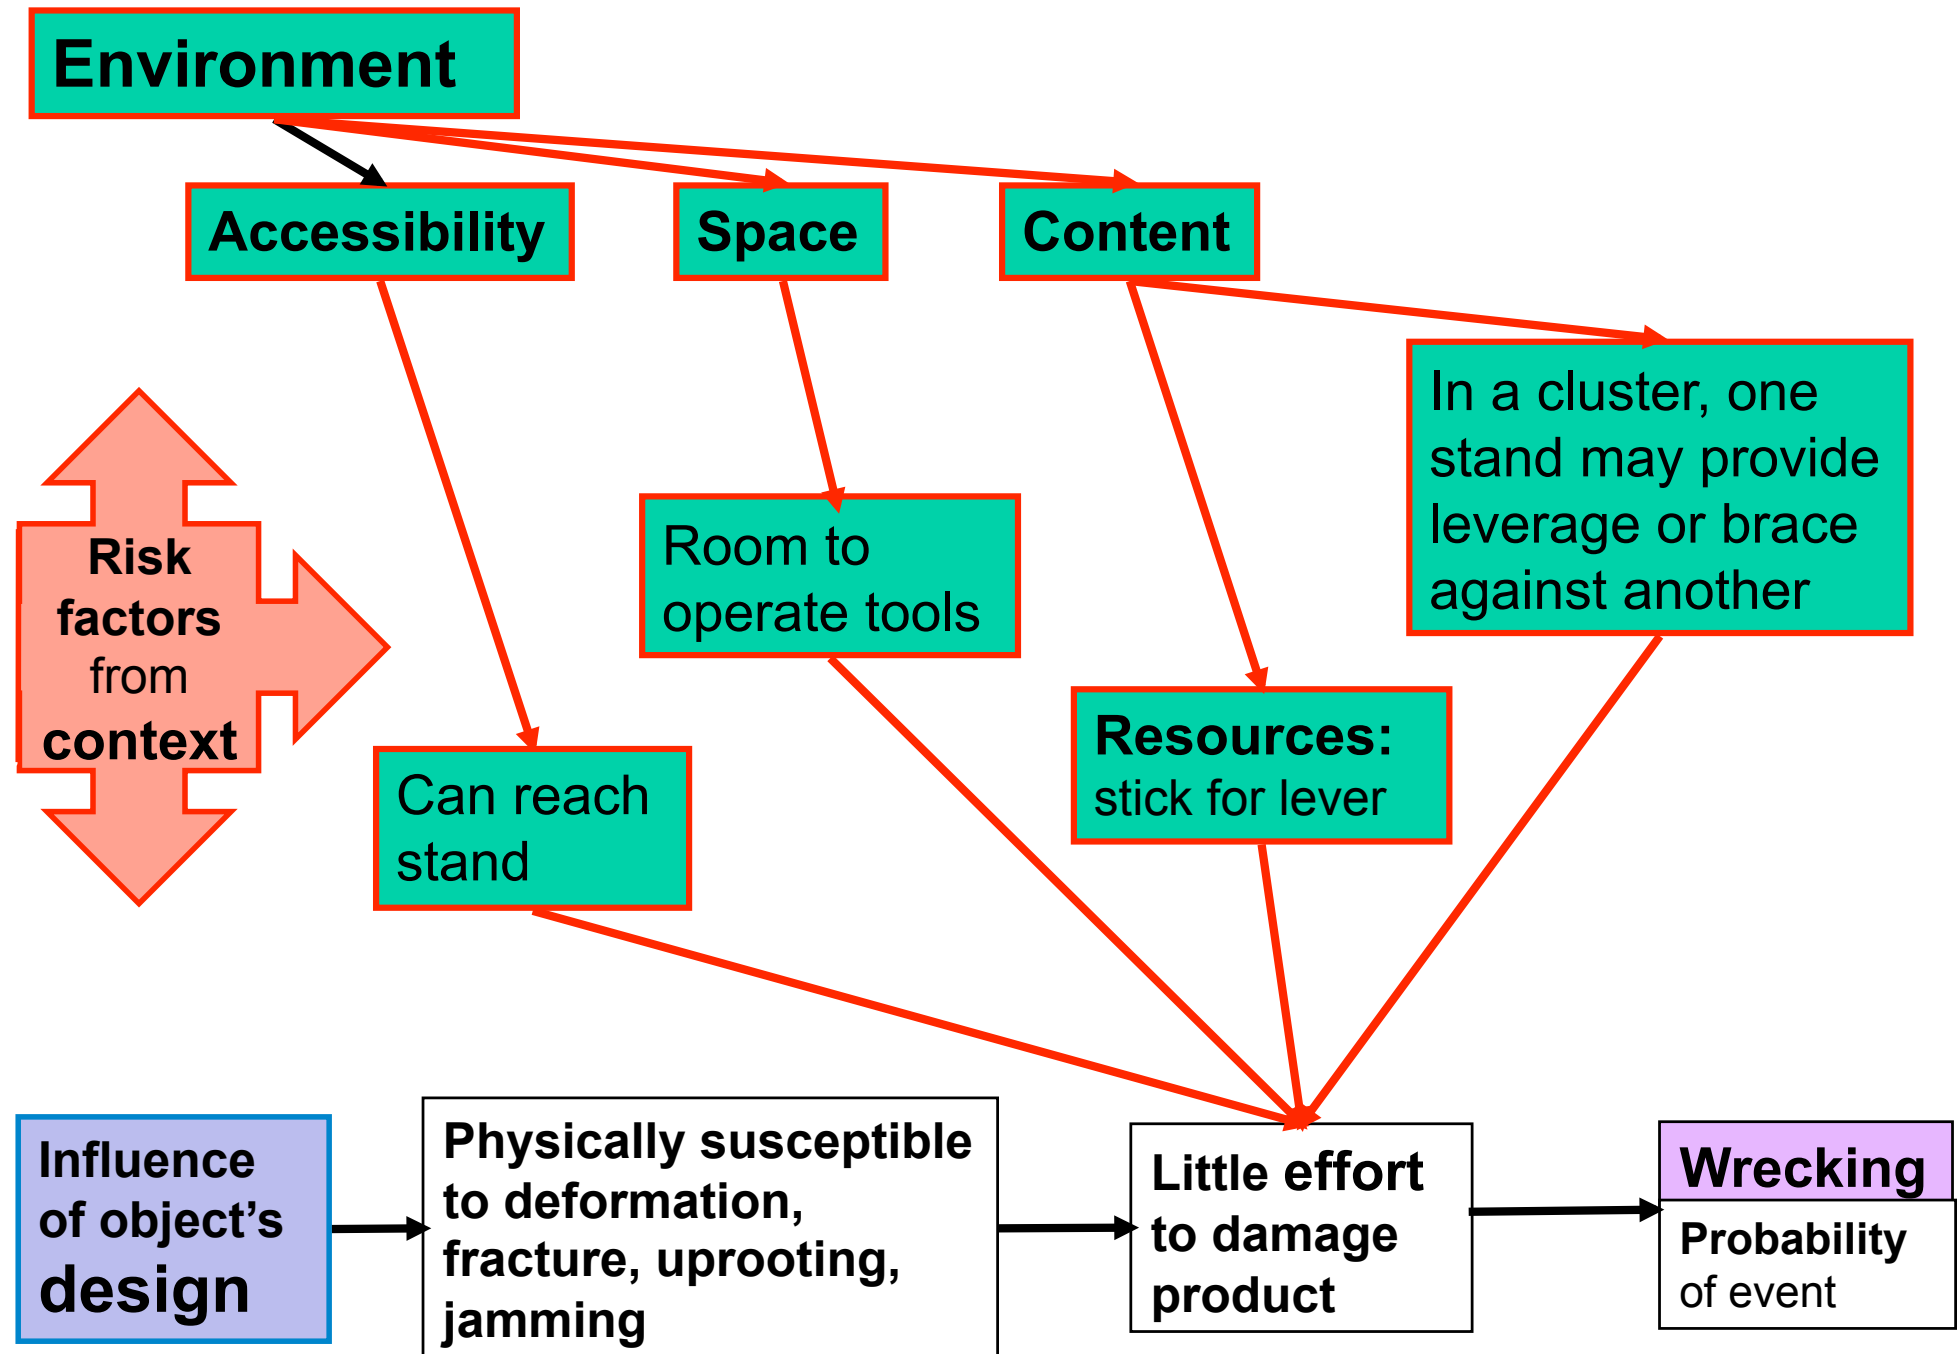 Environment
Accessibility
Space
Content
In a cluster, one
stand may provide
leverage or brace
against another
Room to
operate tools
Risk
factors
from
context
Resources:
stick for lever
Can reach
stand
Influence
of object’s
design
Physically susceptible
to deformation,
fracture, uprooting,
jamming
Little effort
to damage
product
Wrecking
Probability
of event